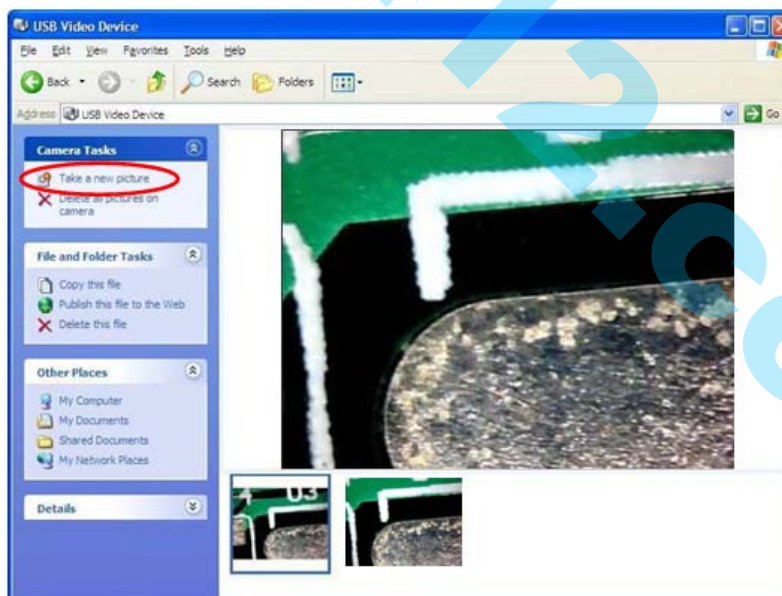 USB Video Device
File Edit View Favorites Tools Help
Back Search Folders
Address USB Video Device Go
Camera Tasks
Take a new picture
Delete all pictures on
camera
File and Folder Tasks
Copy this file
Publish this file to the Web
Delete this file
Other Places
My Computer
My Documents
Shared Documents
My Network Places
Details
4 U3